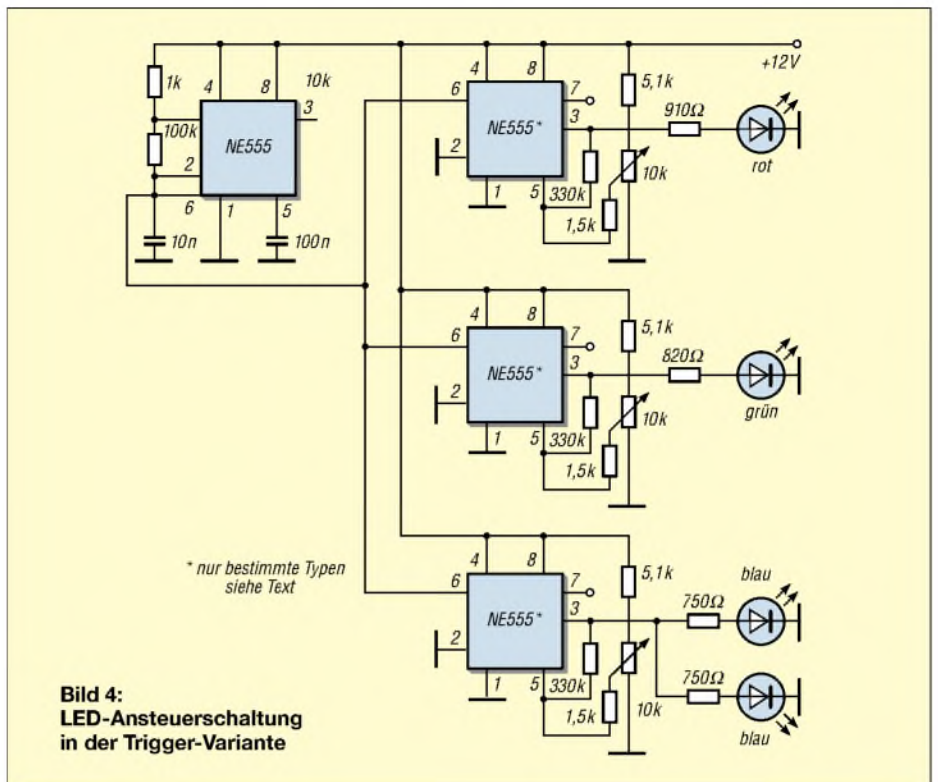 +12V
1k
4
8
10k
3
100k
NE555
2
6
1
5
10n
100n
4
8
6
7
3
NE555*
2
1
5
330k
1,5k
5,1k
10k
910Ω
rot
4
8
6
7
3
NE555*
2
1
5
330k
1,5k
5,1k
10k
820Ω
grün
4
8
6
7
3
NE555*
2
1
5
330k
1,5k
5,1k
10k
750Ω
blau
750Ω
blau
* nur bestimmte Typen
siehe Text
Bild 4:
LED-Ansteuerschaltung
in der Trigger-Variante